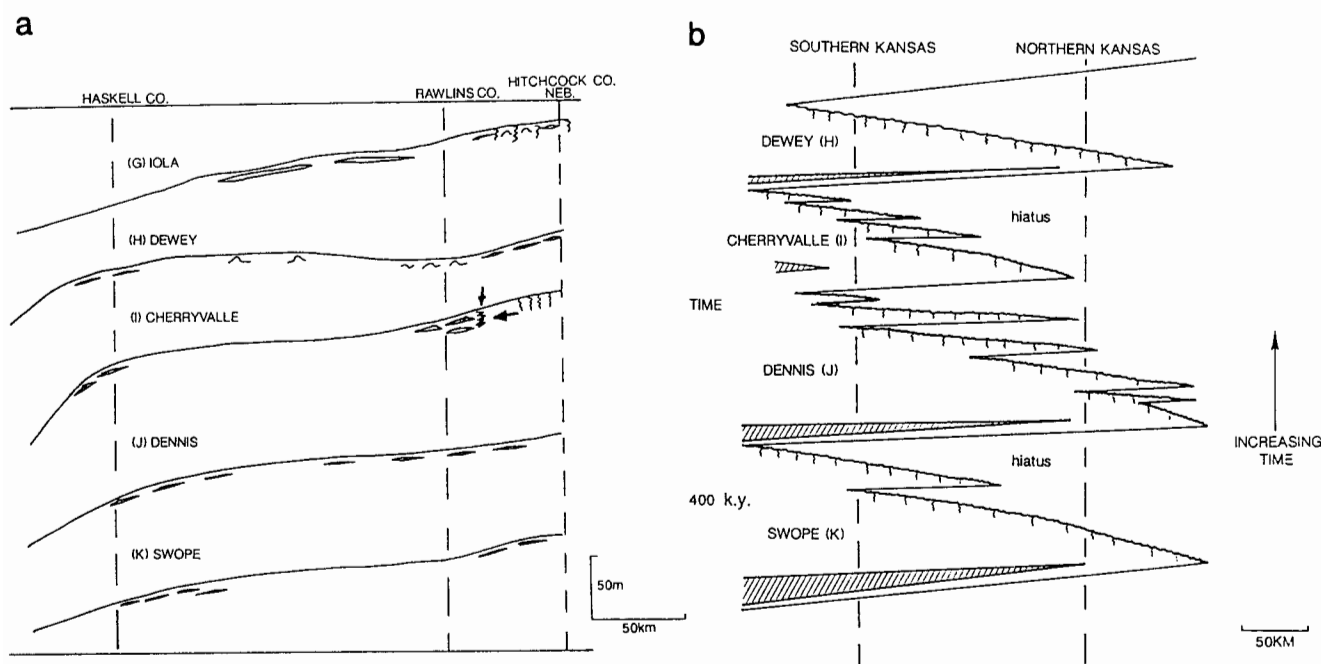 a
HASKELL CO.
RAWLINS CO.
HITCHCOCK CO.
NEB.
(G) IOLA
(H) DEWEY
(I) CHERRYVALLE
(J) DENNIS
(K) SWOPE
50m
50km
b
SOUTHERN KANSAS
NORTHERN KANSAS
DEWEY (H)
hiatus
CHERRYVALLE (I)
TIME
DENNIS (J)
INCREASING
TIME
hiatus
400 k.y.
SWOPE (K)
50KM